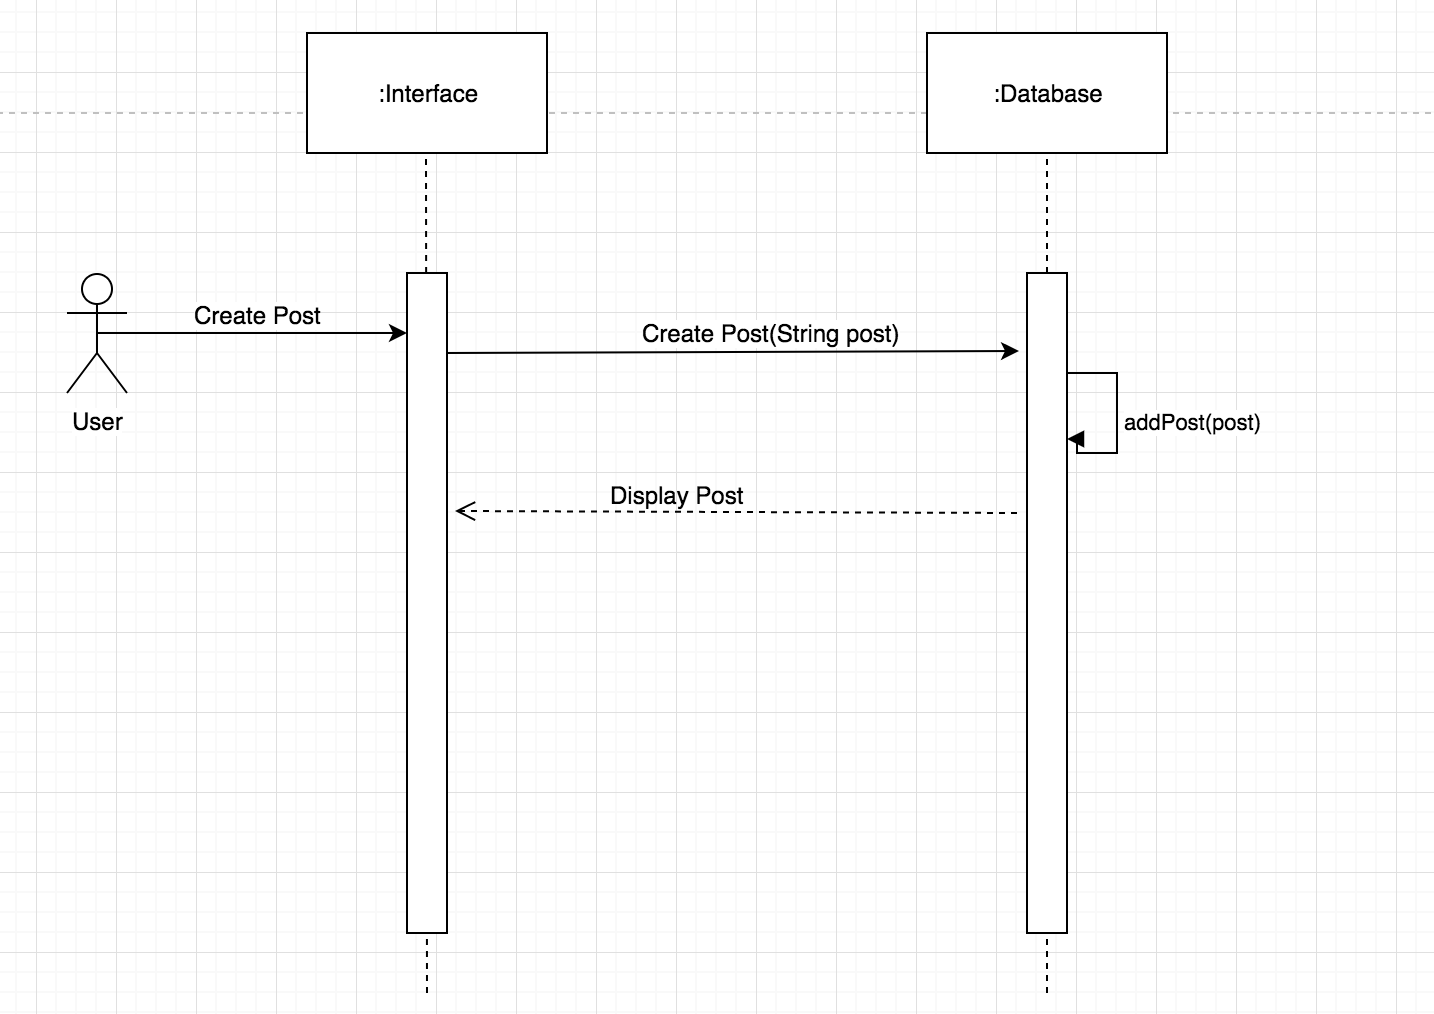 :Interface
:Database
Create Post
Create Post(String post)
User
addPost(post)
Display Post